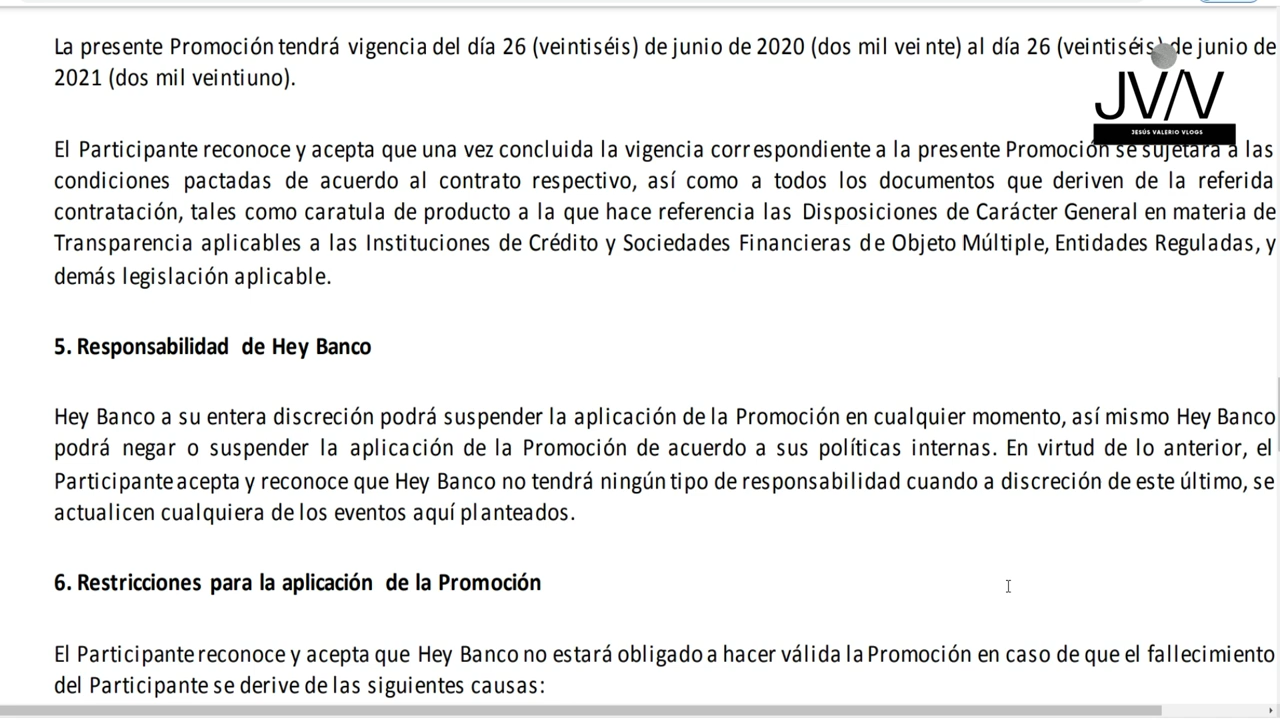 La presente Promoción tendrá vigencia del día 26 (veintiséis) de junio de 2020 (dos mil vei nte) al día 26 (veintiséis) de junio de
2021 (dos mil veintiuno).
JV/V
JESÚS VALERIO VLOGS
El Participante reconoce y acepta que una vez concluida la vigencia correspondiente a la presente Promoción se sujetará a las
condiciones pactadas de acuerdo al contrato respectivo, así como a todos los documentos que deriven de la referida
contratación, tales como caratula de producto a la que hace referencia las Disposiciones de Carácter General en materia de
Transparencia aplicables a las Instituciones de Crédito y Sociedades Financieras de Objeto Múltiple, Entidades Reguladas, y
demás legislación aplicable.
5. Responsabilidad de Hey Banco
Hey Banco a su entera discreción podrá suspender la aplicación de la Promoción en cualquier momento, así mismo Hey Banco
podrá negar o suspender la aplicación de la Promoción de acuerdo a sus políticas internas. En virtud de lo anterior, el
Participante acepta y reconoce que Hey Banco no tendrá ningún tipo de responsabilidad cuando a discreción de este último, se
actualicen cualquiera de los eventos aquí planteados.
6. Restricciones para la aplicación de la Promoción
El Participante reconoce y acepta que Hey Banco no estará obligado a hacer válida la Promoción en caso de que el fallecimiento
del Participante se derive de las siguientes causas: